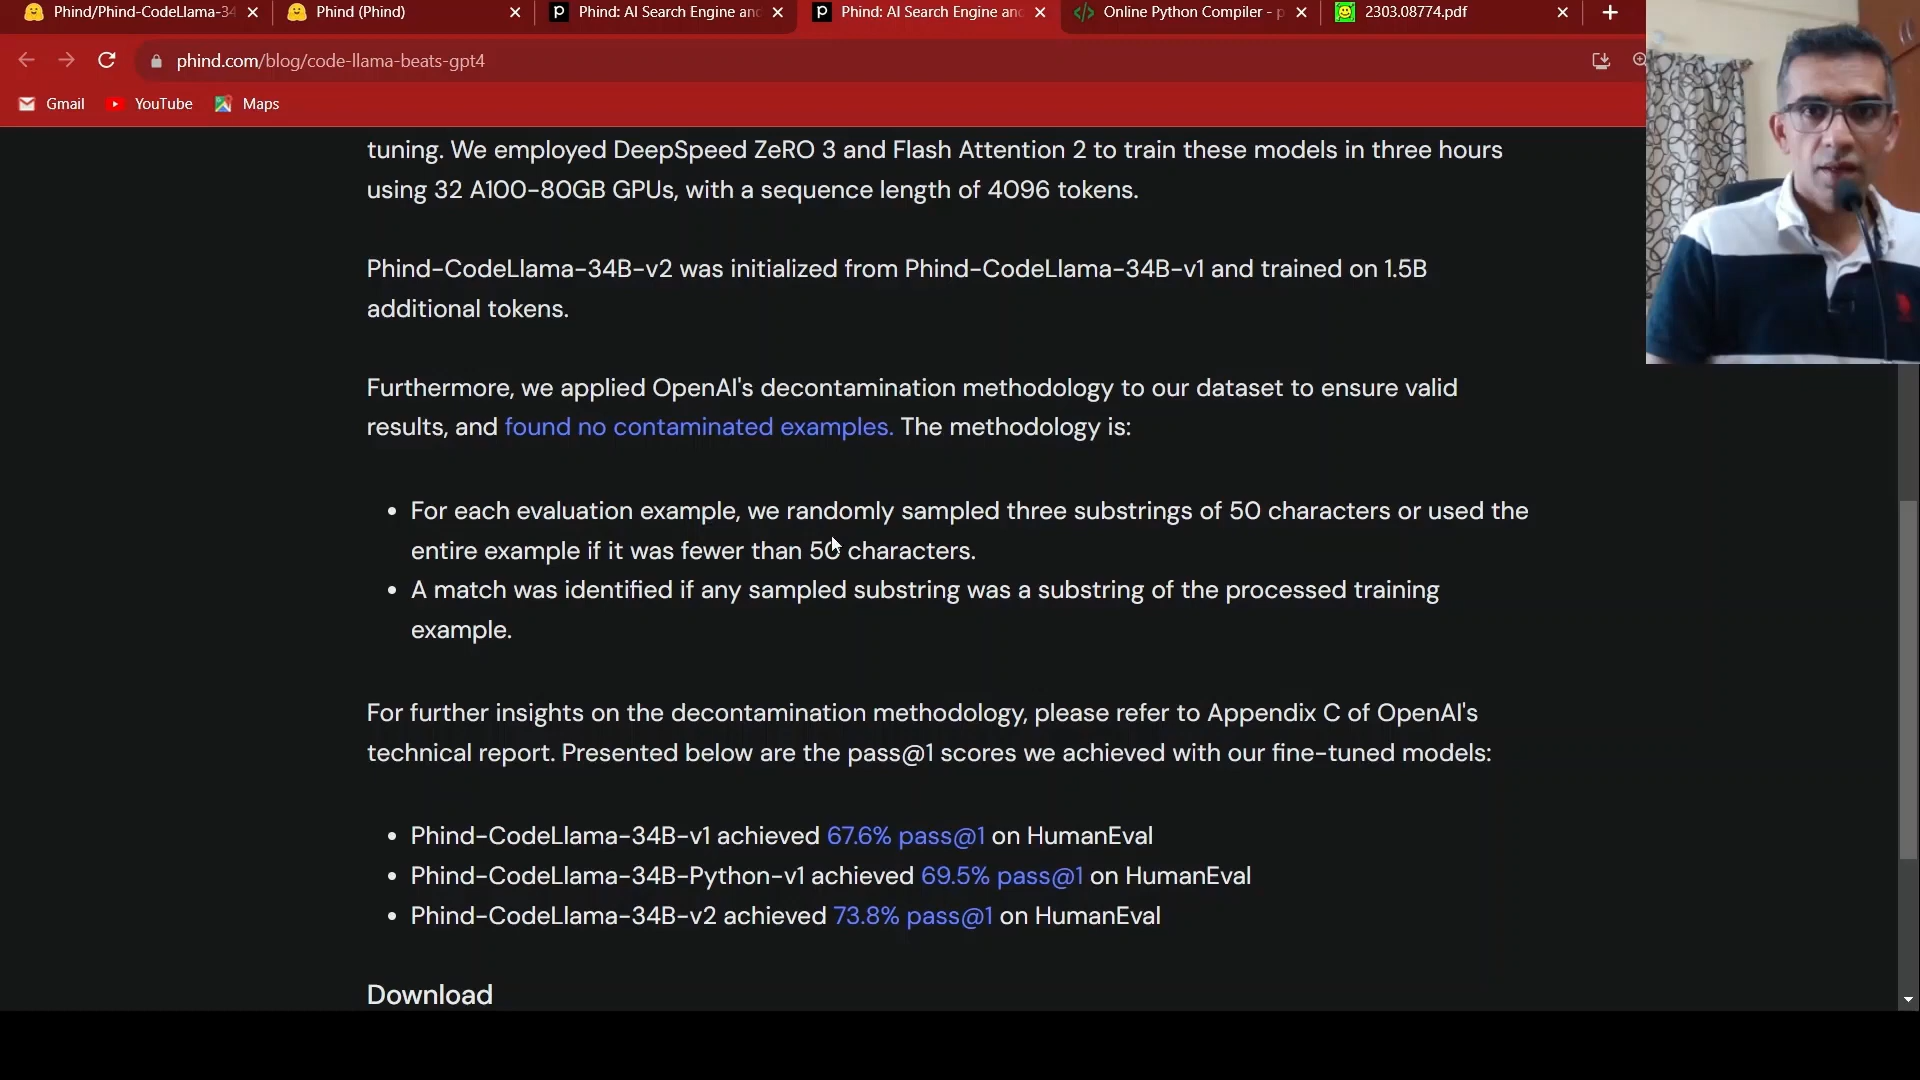 Phind/Phind-CodeLlama-34
Phind (Phind)
Phind: AI Search Engine and
Phind: AI Search Engine and
Online Python Compiler - p
2303.08774.pdf
phind.com/blog/code-llama-beats-gpt4
Gmail
YouTube
Maps
tuning. We employed DeepSpeed ZeRO 3 and Flash Attention 2 to train these models in three hours
using 32 A100-80GB GPUs, with a sequence length of 4096 tokens.
Phind-CodeLlama-34B-v2 was initialized from Phind-CodeLlama-34B-v1 and trained on 1.5B
additional tokens.
Furthermore, we applied OpenAI's decontamination methodology to our dataset to ensure valid
results, and found no contaminated examples. The methodology is:
• For each evaluation example, we randomly sampled three substrings of 50 characters or used the
entire example if it was fewer than 50 characters.
• A match was identified if any sampled substring was a substring of the processed training
example.
For further insights on the decontamination methodology, please refer to Appendix C of OpenAI's
technical report. Presented below are the pass@1 scores we achieved with our fine-tuned models:
• Phind-CodeLlama-34B-v1 achieved 67.6% pass@1 on HumanEval
• Phind-CodeLlama-34B-Python-v1 achieved 69.5% pass@1 on HumanEval
• Phind-CodeLlama-34B-v2 achieved 73.8% pass@1 on HumanEval
Download